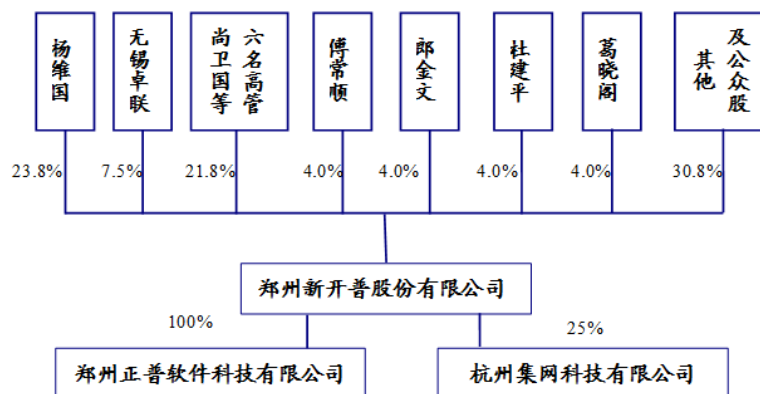 杨维国
无锡卓联
尚卫国等
六名高管
傅常顺
郎金文
杜建平
葛晓阁
其他
及公众股
23.8%
7.5%
21.8%
4.0%
4.0%
4.0%
4.0%
30.8%
郑州新开普股份有限公司
100%
25%
郑州正普软件科技有限公司
杭州集网科技有限公司